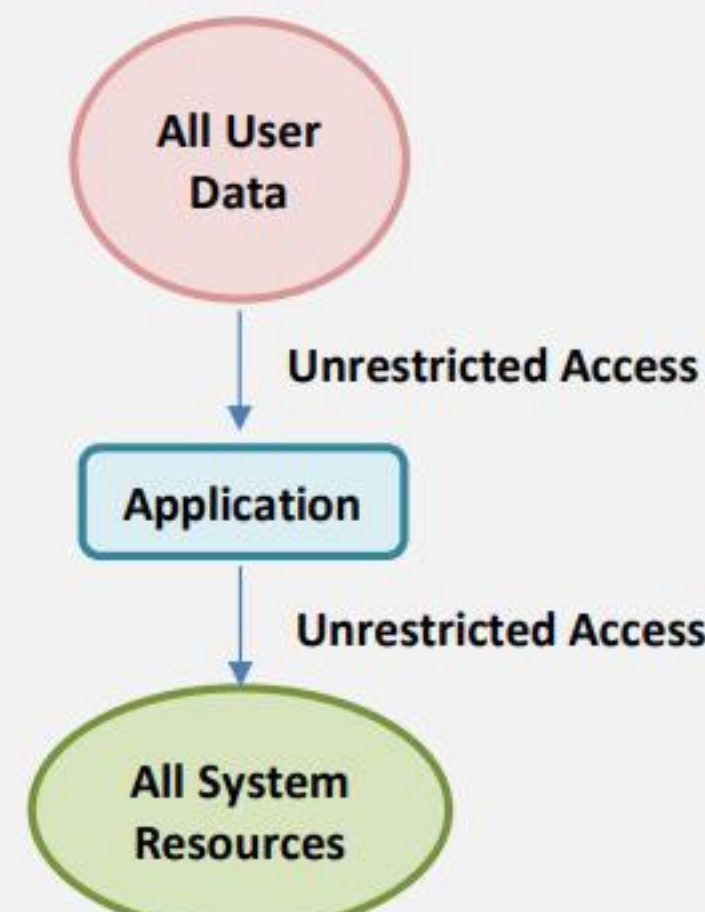 All User
Data
Unrestricted Access
Application
Unrestricted Access
All System
Resources